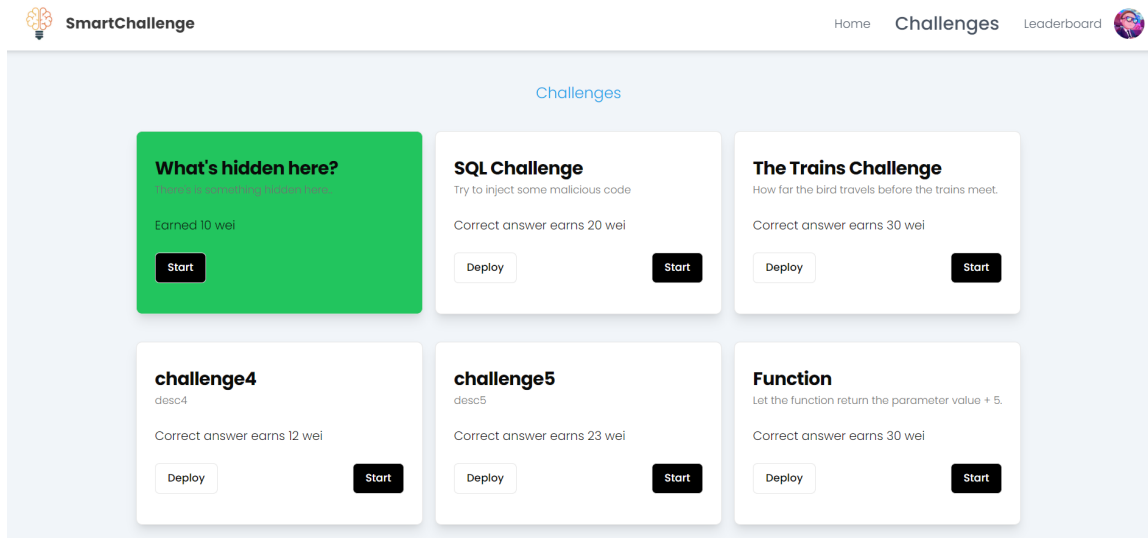 SmartChallenge
Home Challenges Leaderboard
Challenges
What's hidden here?
There's is something hidden here.
Earned 10 wei
Start
SQL Challenge
Try to inject some malicious code
Correct answer earns 20 wei
Deploy Start
The Trains Challenge
How far the bird travels before the trains meet.
Correct answer earns 30 wei
Deploy Start
challenge4
desc4
Correct answer earns 12 wei
Deploy Start
challenge5
desc5
Correct answer earns 23 wei
Deploy Start
Function
Let the function return the parameter value + 5.
Correct answer earns 30 wei
Deploy Start